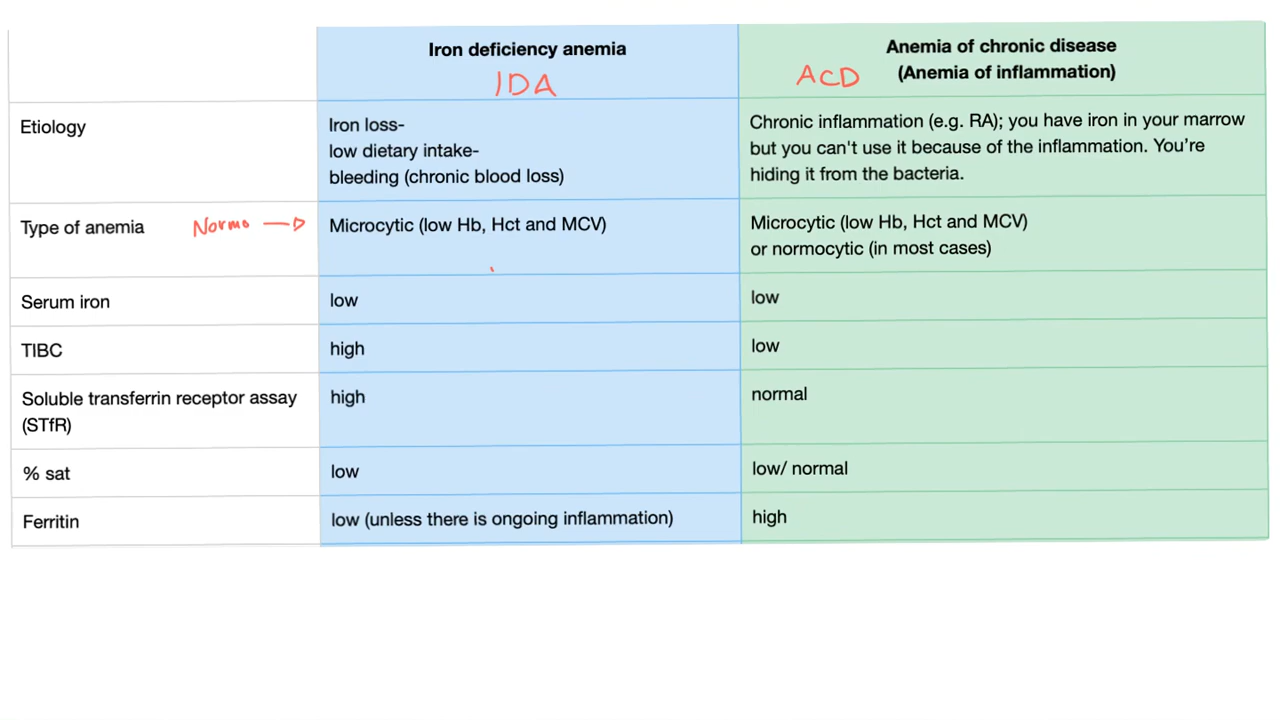 Iron deficiency anemia
IDA
Anemia of chronic disease
ACD (Anemia of inflammation)
Etiology
Iron loss-
low dietary intake-
bleeding (chronic blood loss)
Chronic inflammation (e.g. RA); you have iron in your marrow
but you can't use it because of the inflammation. You're
hiding it from the bacteria.
Type of anemia Normo
Microcytic (low Hb, Hct and MCV)
Microcytic (low Hb, Hct and MCV)
or normocytic (in most cases)
Serum iron
low
low
TIBC
high
low
Soluble transferrin receptor assay
(STfR)
high
normal
% sat
low
low/ normal
Ferritin
low (unless there is ongoing inflammation)
high